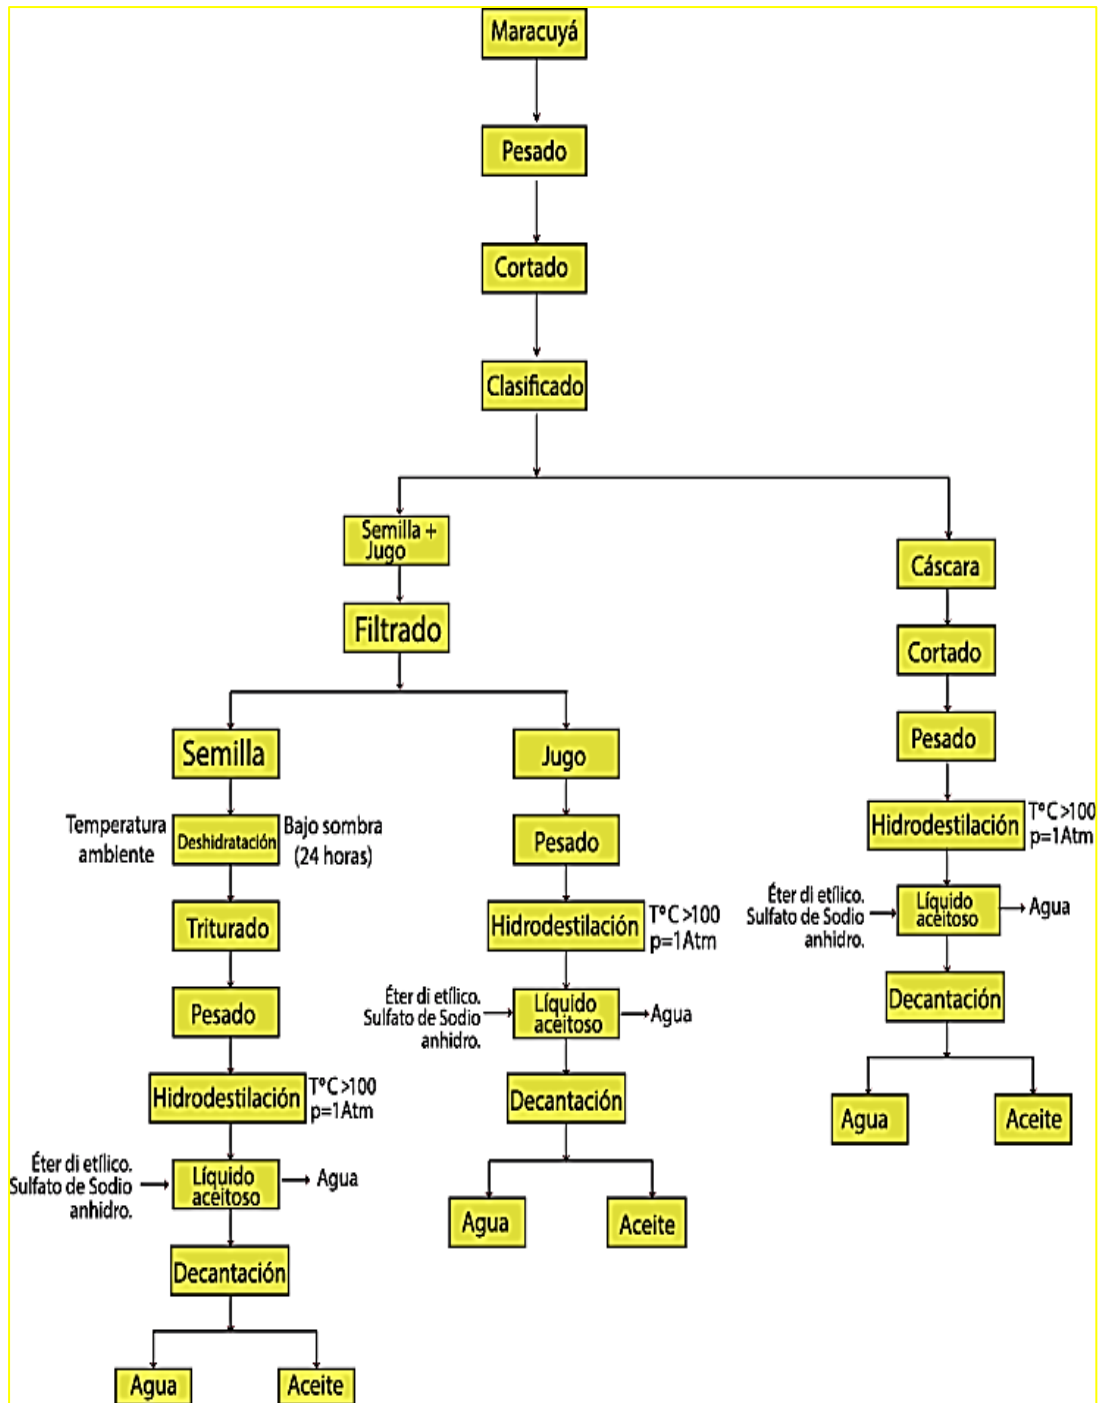 Maracuyá
Pesado
Cortado
Clasificado
Semilla +
Jugo
Filtrado
Semilla
Temperatura
ambiente
Deshidratación
Bajo sombra
(24 horas)
Triturado
Pesado
Hidrodestilación
TºC >100
p=1Atm
Éter di etílico.
Sulfato de Sodio
anhidro.
Líquido
aceitoso
Agua
Decantación
Agua
Aceite
Jugo
Pesado
Hidrodestilación
TºC >100
p=1Atm
Éter di etílico.
Sulfato de Sodio
anhidro.
Líquido
aceitoso
Agua
Decantación
Agua
Aceite
Cáscara
Cortado
Pesado
Hidrodestilación
TºC >100
p=1Atm
Éter di etílico.
Sulfato de Sodio
anhidro.
Líquido
aceitoso
Agua
Decantación
Agua
Aceite